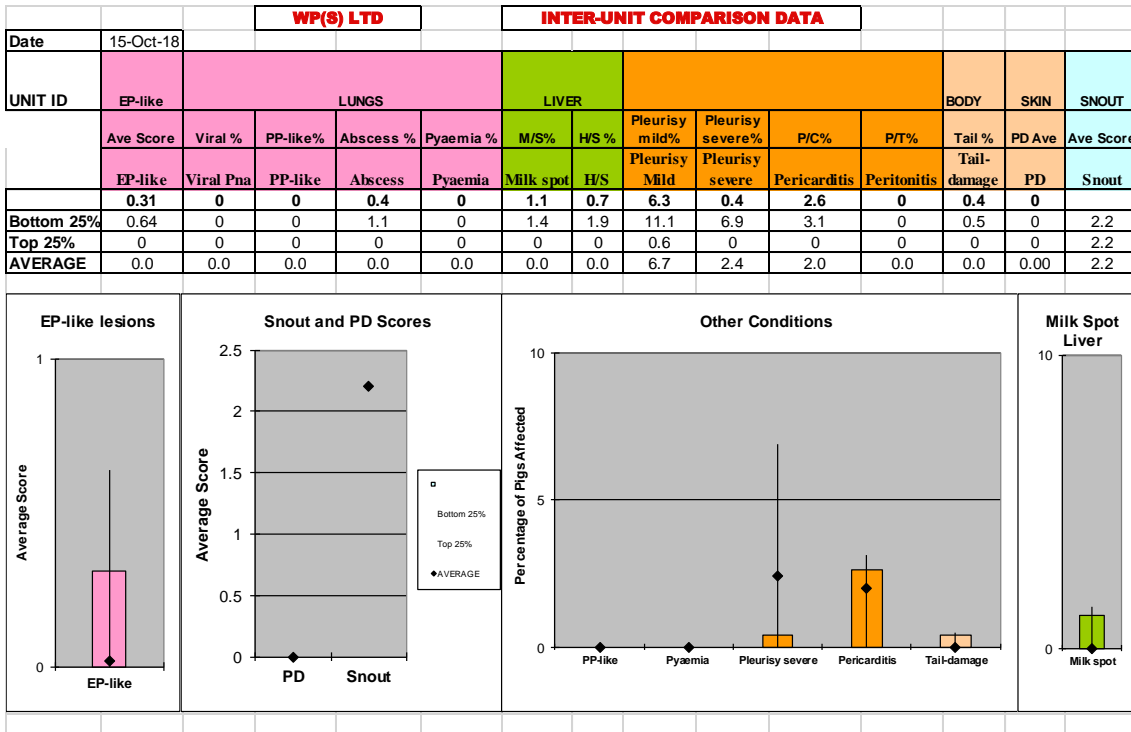 WP(S) LTD INTER-UNIT COMPARISON DATA
Date 15-Oct-18
UNIT ID EP-like LUNGS LIVER BODY SKIN SNOUT
Ave Score Viral % PP-like% Abscess % Pyaemia % M/S% H/S % Pleurisy mild% Pleurisy severe% P/C% P/T% Tail % PD Ave Ave Score
EP-like Viral Pna PP-like Abscess Pyaemia Milk spot H/S Pleurisy Mild Pleurisy severe Pericarditis Peritonitis Tail-damage PD Snout
0.31 0 0 0.4 0 1.1 0.7 6.3 0.4 2.6 0 0.4 0
Bottom 25% 0.64 0 0 1.1 0 1.4 1.9 11.1 6.9 3.1 0 0.5 0 2.2
Top 25% 0 0 0 0 0 0 0 0.6 0 0 0 0 0 2.2
AVERAGE 0.0 0.0 0.0 0.0 0.0 0.0 0.0 6.7 2.4 2.0 0.0 0.0 0.00 2.2
EP-like lesions
1
0
Average Score
EP-like
Snout and PD Scores
2.5
2
1.5
1
0.5
0
Average Score
PD Snout
Bottom 25%
Top 25%
AVERAGE
Other Conditions
10
5
0
Percentage of Pigs Affected
PP-like Pyaemia Pleurisy severe Pericarditis Tail-damage
Milk Spot
Liver
10
0
Milk spot